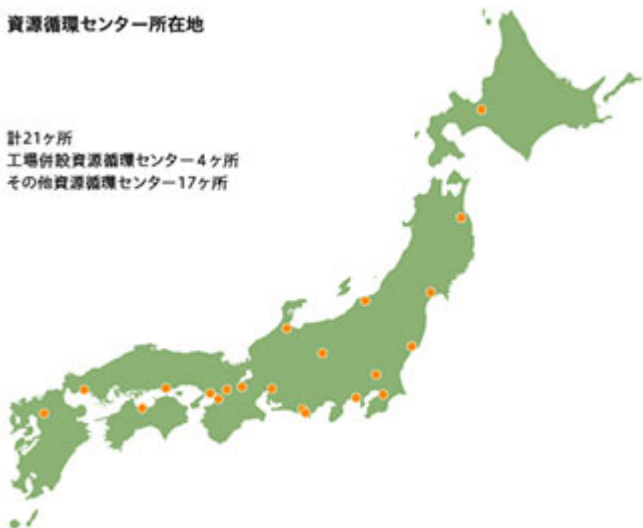 資源循環センター所在地
計21ヶ所
工場併設資源循環センター4ヶ所
その他資源循環センター17ヶ所